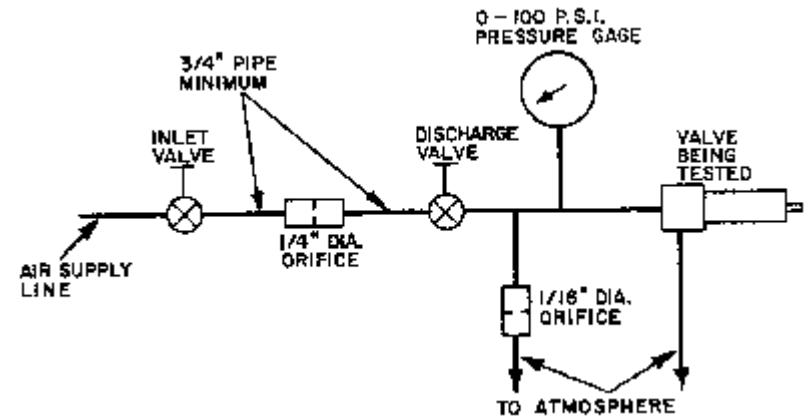 0-100 P.S.I.
PRESSURE GAGE
3/4" PIPE
MINIMUM
INLET
VALVE
DISCHARGE
VALVE
VALVE
BEING
TESTED
1/4" DIA.
ORIFICE
AIR SUPPLY
LINE
1/16" DIA.
ORIFICE
TO ATMOSPHERE